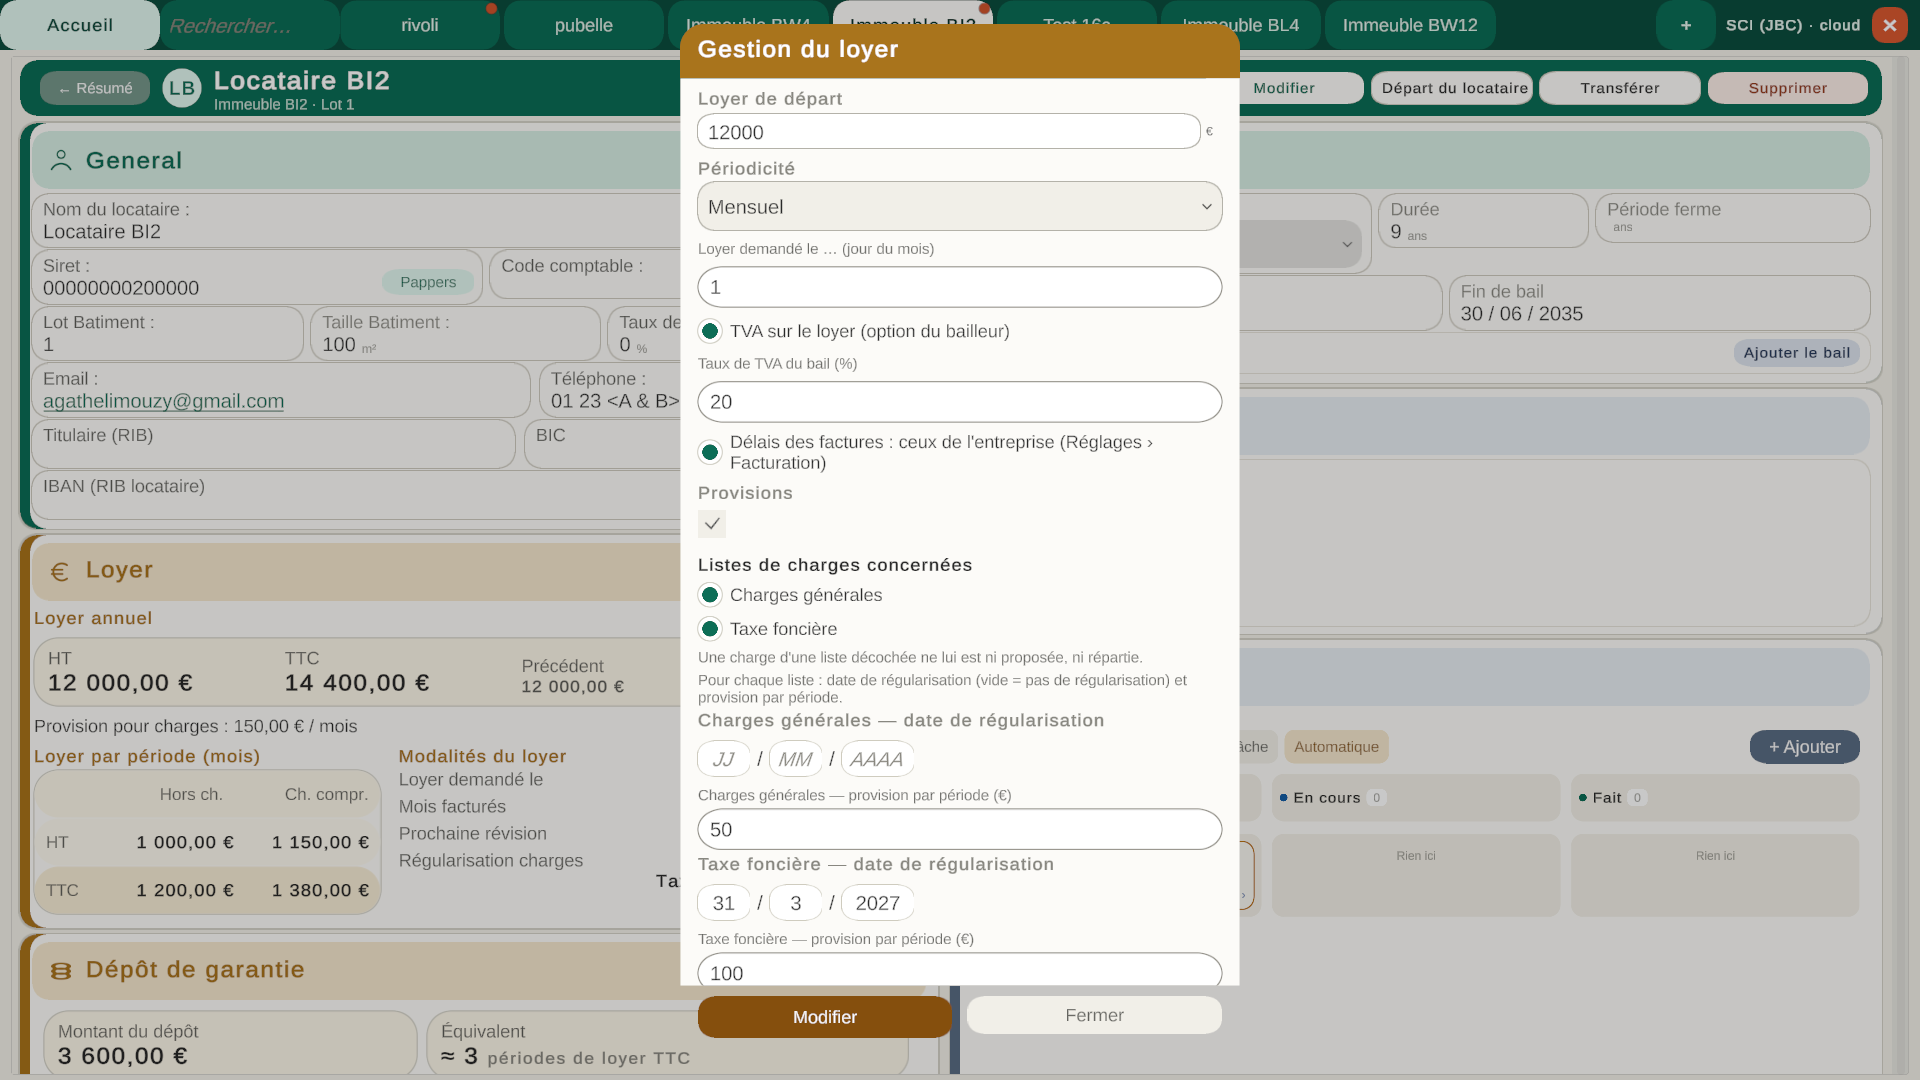 Accueil
Rechercher...
rivoli
pubelle
Immeuble BW4
Immeuble BI2
Test 16c
Immeuble BL4
Immeuble BW12
+
SCI (JBC) · cloud
← Résumé
LB
Locataire BI2
Immeuble BI2 · Lot 1
Modifier
Départ du locataire
Transférer
Supprimer
General
Nom du locataire :
Locataire BI2
Siret :
00000000200000
Pappers
Code comptable :
Lot Batiment :
1
Taille Batiment :
100 m²
Taux de
0 %
Email :
agathelimouzy@gmail.com
Téléphone :
01 23 <A & B>
Titulaire (RIB)
BIC
IBAN (RIB locataire)
Loyer
Loyer annuel
HT
12 000,00 €
TTC
14 400,00 €
Précédent
12 000,00 €
Provision pour charges : 150,00 € / mois
Loyer par période (mois)
Hors ch.
Ch. compr.
HT
1 000,00 €
1 150,00 €
TTC
1 200,00 €
1 380,00 €
Modalités du loyer
Loyer demandé le
Mois facturés
Prochaine révision
Régularisation charges
Ta
Dépôt de garantie
Montant du dépôt
3 600,00 €
Équivalent
≈ 3 périodes de loyer TTC
Gestion du loyer
Loyer de départ
12000
€
Périodicité
Mensuel
Loyer demandé le … (jour du mois)
1
TVA sur le loyer (option du bailleur)
Taux de TVA du bail (%)
20
Délais des factures : ceux de l'entreprise (Réglages ›
Facturation)
Provisions
Listes de charges concernées
Charges générales
Taxe foncière
Une charge d'une liste décochée ne lui est ni proposée, ni répartie.
Pour chaque liste : date de régularisation (vide = pas de régularisation) et
provision par période.
Charges générales — date de régularisation
JJ / MM / AAAA
Charges générales — provision par période (€)
50
Taxe foncière — date de régularisation
31 / 3 / 2027
Taxe foncière — provision par période (€)
100
Modifier
Fermer
Durée
9 ans
Période ferme
ans
Fin de bail
30 / 06 / 2035
Ajouter le bail
âche
Automatique
+ Ajouter
En cours 0
Fait 0
Rien ici
Rien ici